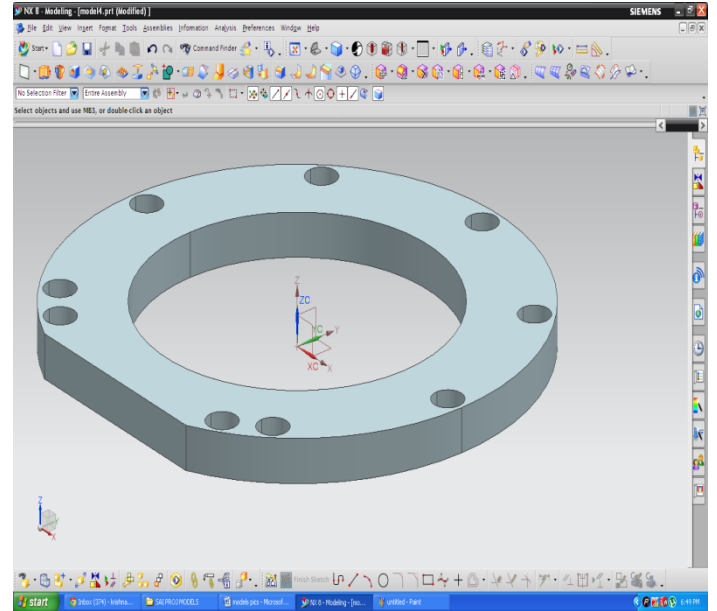 NX 8 - Modeling - [model4.prt (Modified) ]
SIEMENS
File Edit View Insert Format Tools Assemblies Information Analysis Preferences Window Help
Start Command Finder
No Selection Filter Entire Assembly
Select objects and use MB3, or double-click an object
Z
ZC
YC
Y
XC
X
Z
Y
X
Finish Sketch
start Inbox (374) - krishna... SAI PROJ MODELS models pcs - Microsof... NX 8 - Modeling - [mo... untitled - Paint 6:49 PM